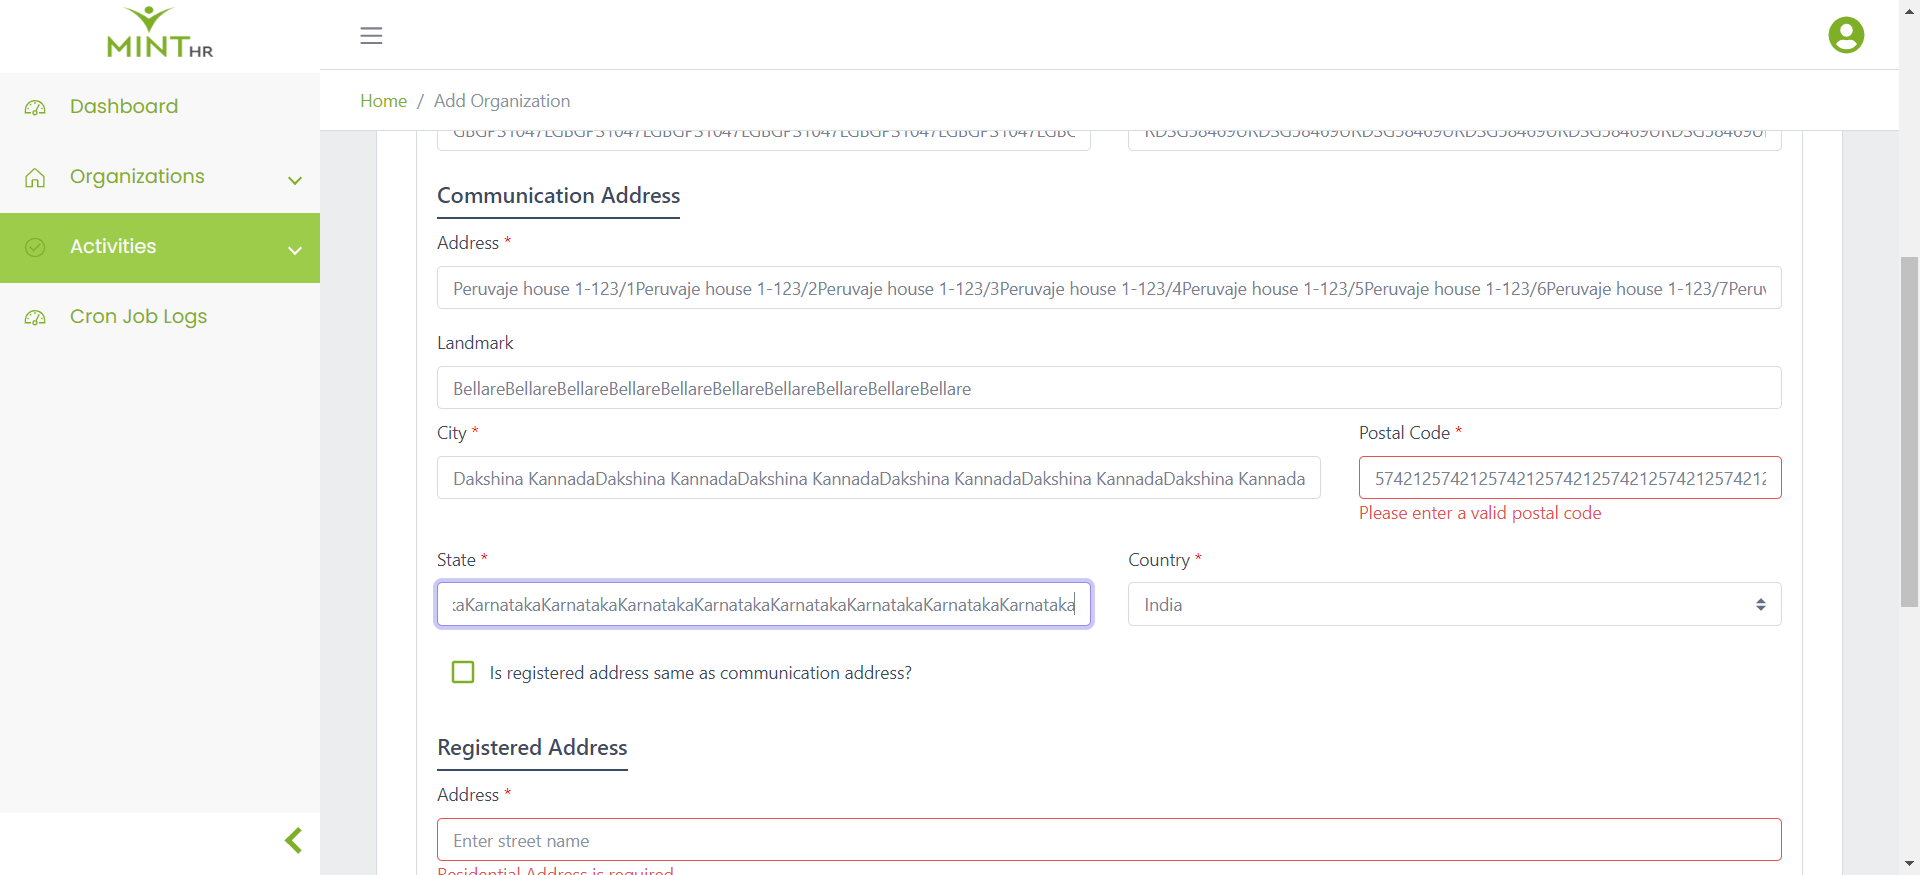 MINT HR
Home / Add Organization
Dashboard
Organizations
Activities
Cron Job Logs
Communication Address
Address *
Peruvaje house 1-123/1Peruvaje house 1-123/2Peruvaje house 1-123/3Peruvaje house 1-123/4Peruvaje house 1-123/5Peruvaje house 1-123/6Peruvaje house 1-123/7Peruv
Landmark
BellareBellareBellareBellareBellareBellareBellareBellareBellareBellare
City *
Postal Code *
Dakshina KannadaDakshina KannadaDakshina KannadaDakshina KannadaDakshina KannadaDakshina Kannada
574212574212574212574212574212574212574212
Please enter a valid postal code
State *
Country *
kaKarnatakaKarnatakaKarnatakaKarnatakaKarnatakaKarnatakaKarnatakaKarnataka
India
Is registered address same as communication address?
Registered Address
Address *
Enter street name
Residential Address is required